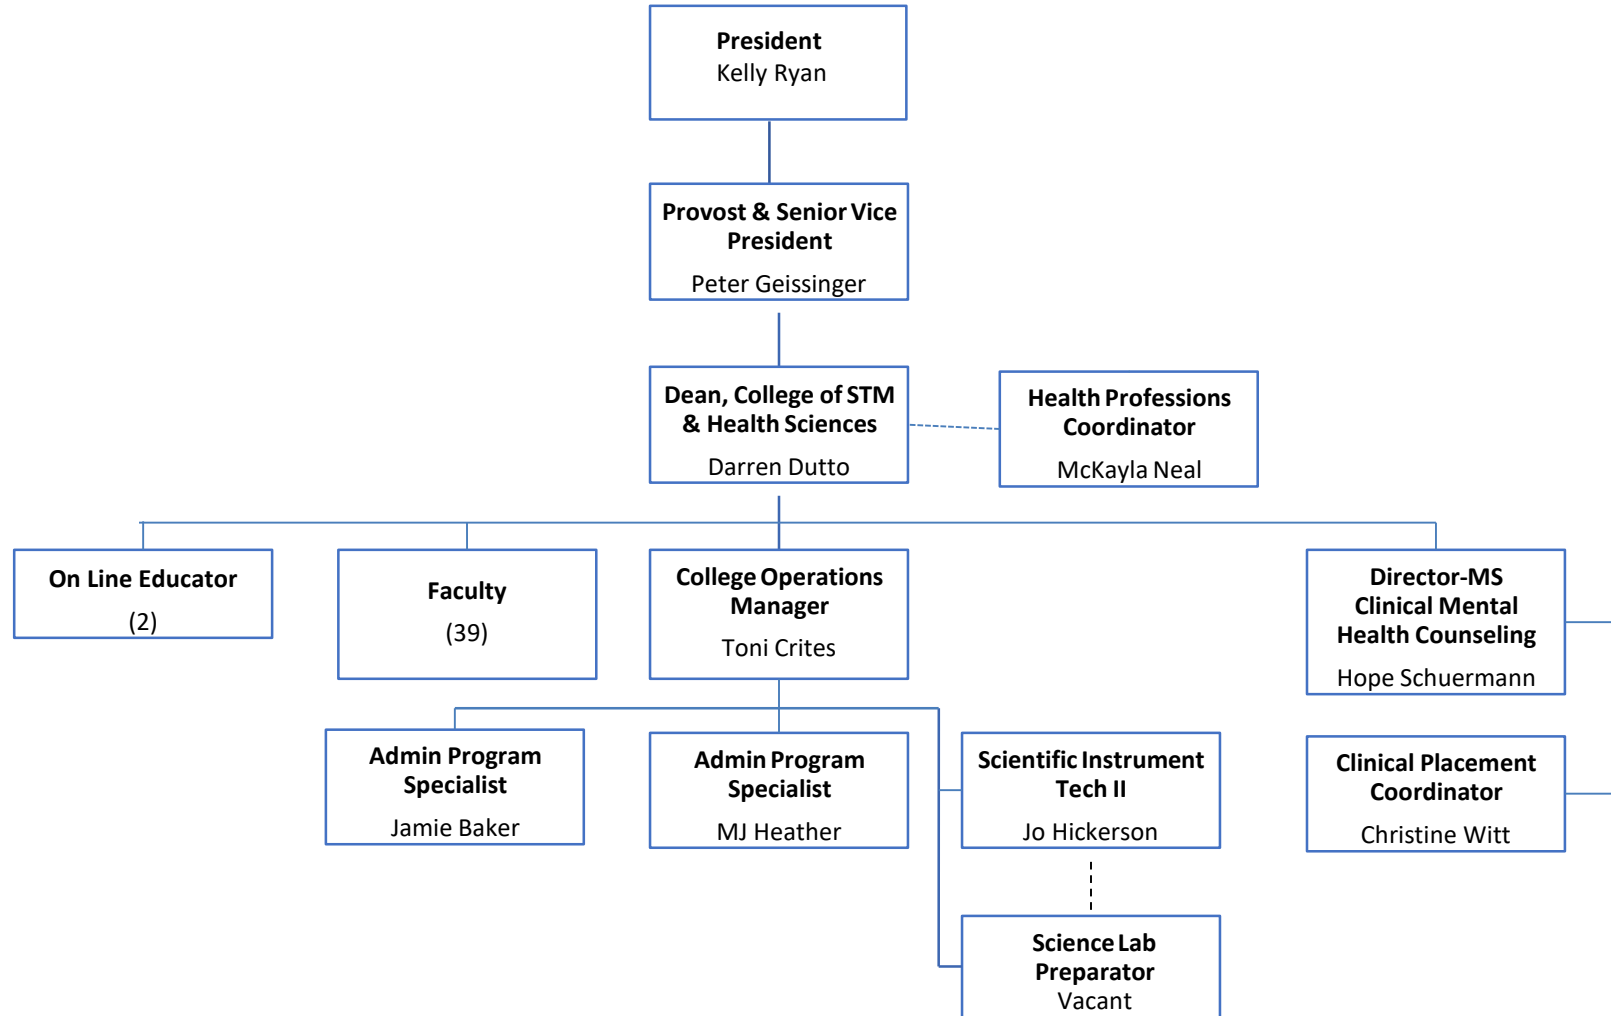 President
Kelly Ryan
Provost & Senior Vice
President
Peter Geissinger
Dean, College of STM
& Health Sciences
Darren Dutto
Health Professions
Coordinator
McKayla Neal
On Line Educator
(2)
Faculty
(39)
College Operations
Manager
Toni Crites
Director-MS
Clinical Mental
Health Counseling
Hope Schuermann
Admin Program
Specialist
Jamie Baker
Admin Program
Specialist
MJ Heather
Scientific Instrument
Tech II
Jo Hickerson
Clinical Placement
Coordinator
Christine Witt
Science Lab
Preparator
Vacant